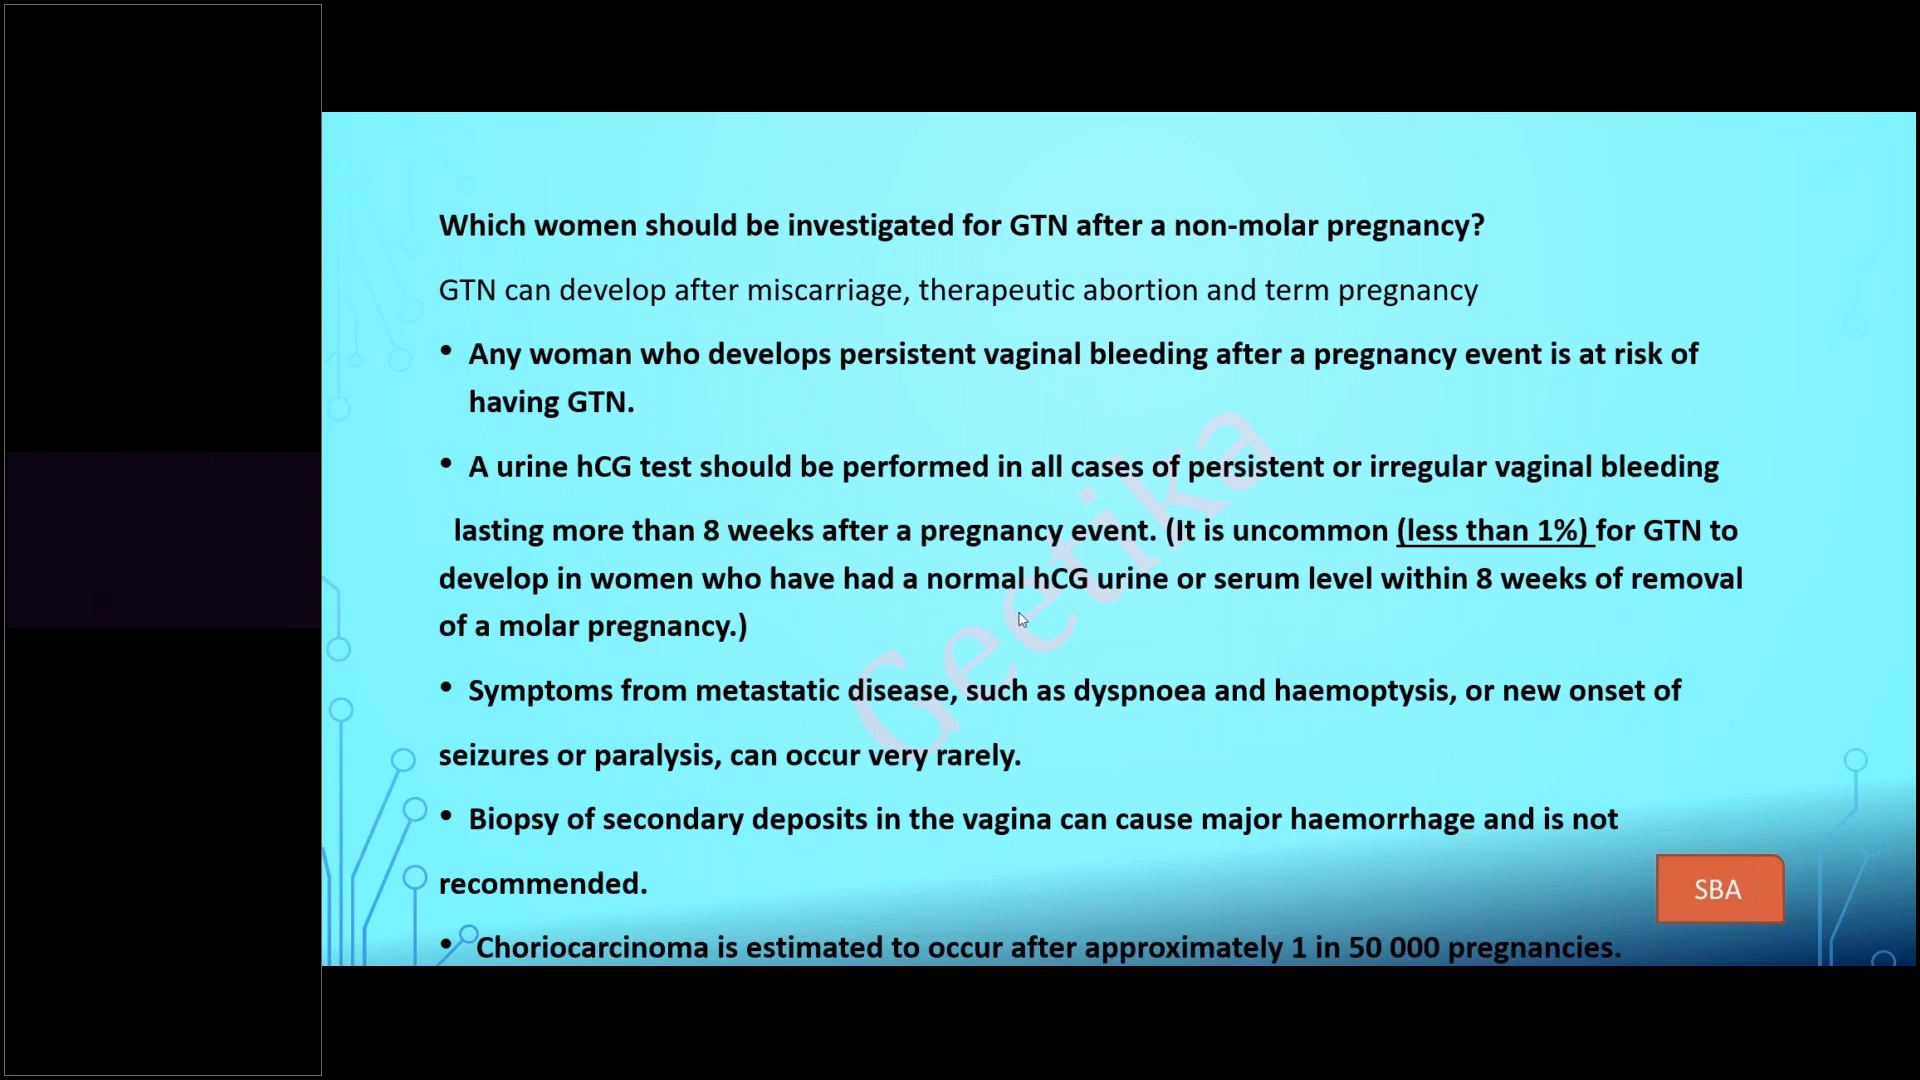 Which women should be investigated for GTN after a non-molar pregnancy?
GTN can develop after miscarriage, therapeutic abortion and term pregnancy
• Any woman who develops persistent vaginal bleeding after a pregnancy event is at risk of
having GTN.
• A urine hCG test should be performed in all cases of persistent or irregular vaginal bleeding
lasting more than 8 weeks after a pregnancy event. (It is uncommon (less than 1%) for GTN to
develop in women who have had a normal hCG urine or serum level within 8 weeks of removal
of a molar pregnancy.)
• Symptoms from metastatic disease, such as dyspnoea and haemoptysis, or new onset of
seizures or paralysis, can occur very rarely.
• Biopsy of secondary deposits in the vagina can cause major haemorrhage and is not
recommended.
SBA
• Choriocarcinoma is estimated to occur after approximately 1 in 50 000 pregnancies.
Geetika